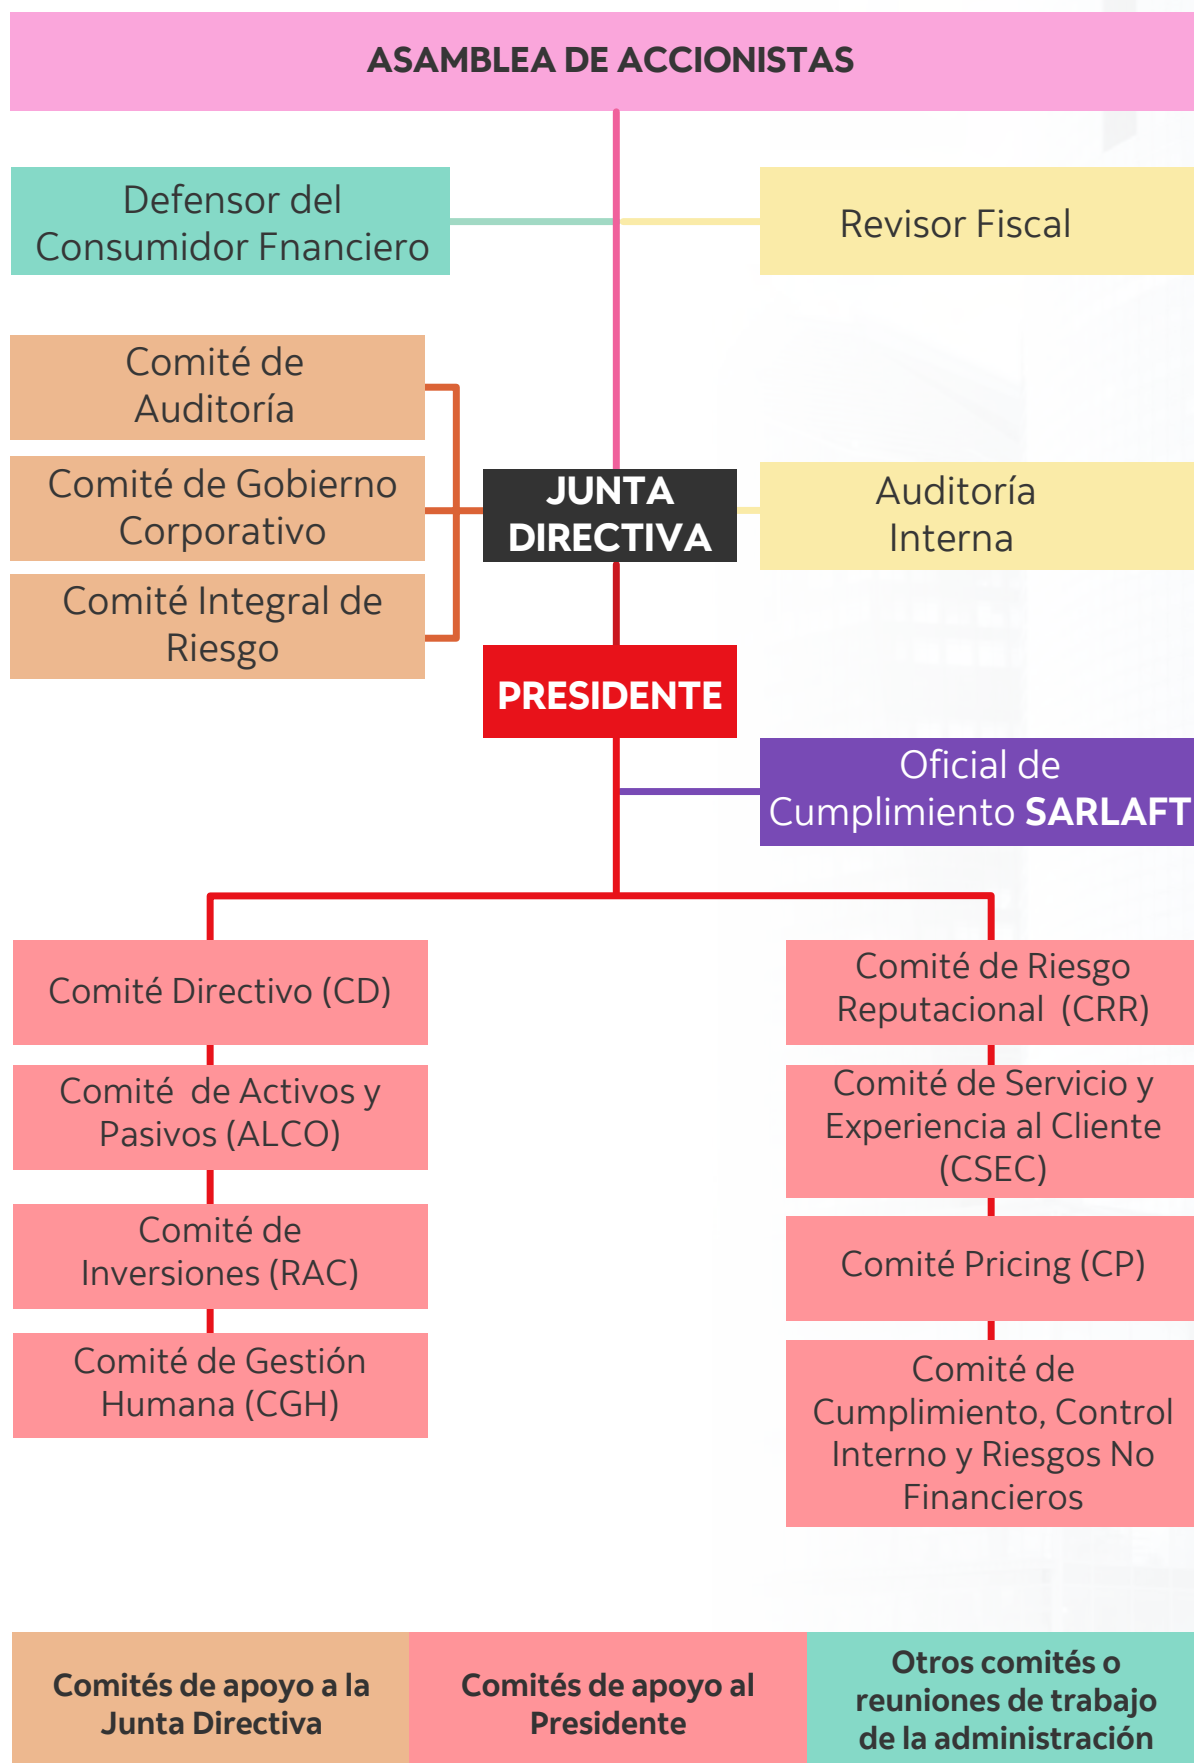 ASAMBLEA DE ACCIONISTAS
Defensor del
Consumidor Fnanciero
Revisor Fiscal
Comité de
Auditoría
Comité de Gobierno
Corporativo
Comité Integral de
Riesgo
JUNTA
DIRECTIVA
Auditoría
Interna
PRESIDENTE
Oficial de
Cumplimiento SARLAFT
Comité Directivo (CD)
Comité de Activos y
Pasivos (ALCO)
Comité de
Inversiones (RAC)
Comité de Gestión
Humana (CGH)
Comité de Riesgo
Reputacional (CRR)
Comité de Servicio y
Experiencia al Cliente
(CSEC)
Comité Pricing (CP)
Comité de
Cumplimiento, Control
Interno y Riesgos No
Financieros
Comités de apoyo a la
Junta Directiva
Comités de apoyo al
Presidente
Otros comités o
reuniones de trabajo
de la administración